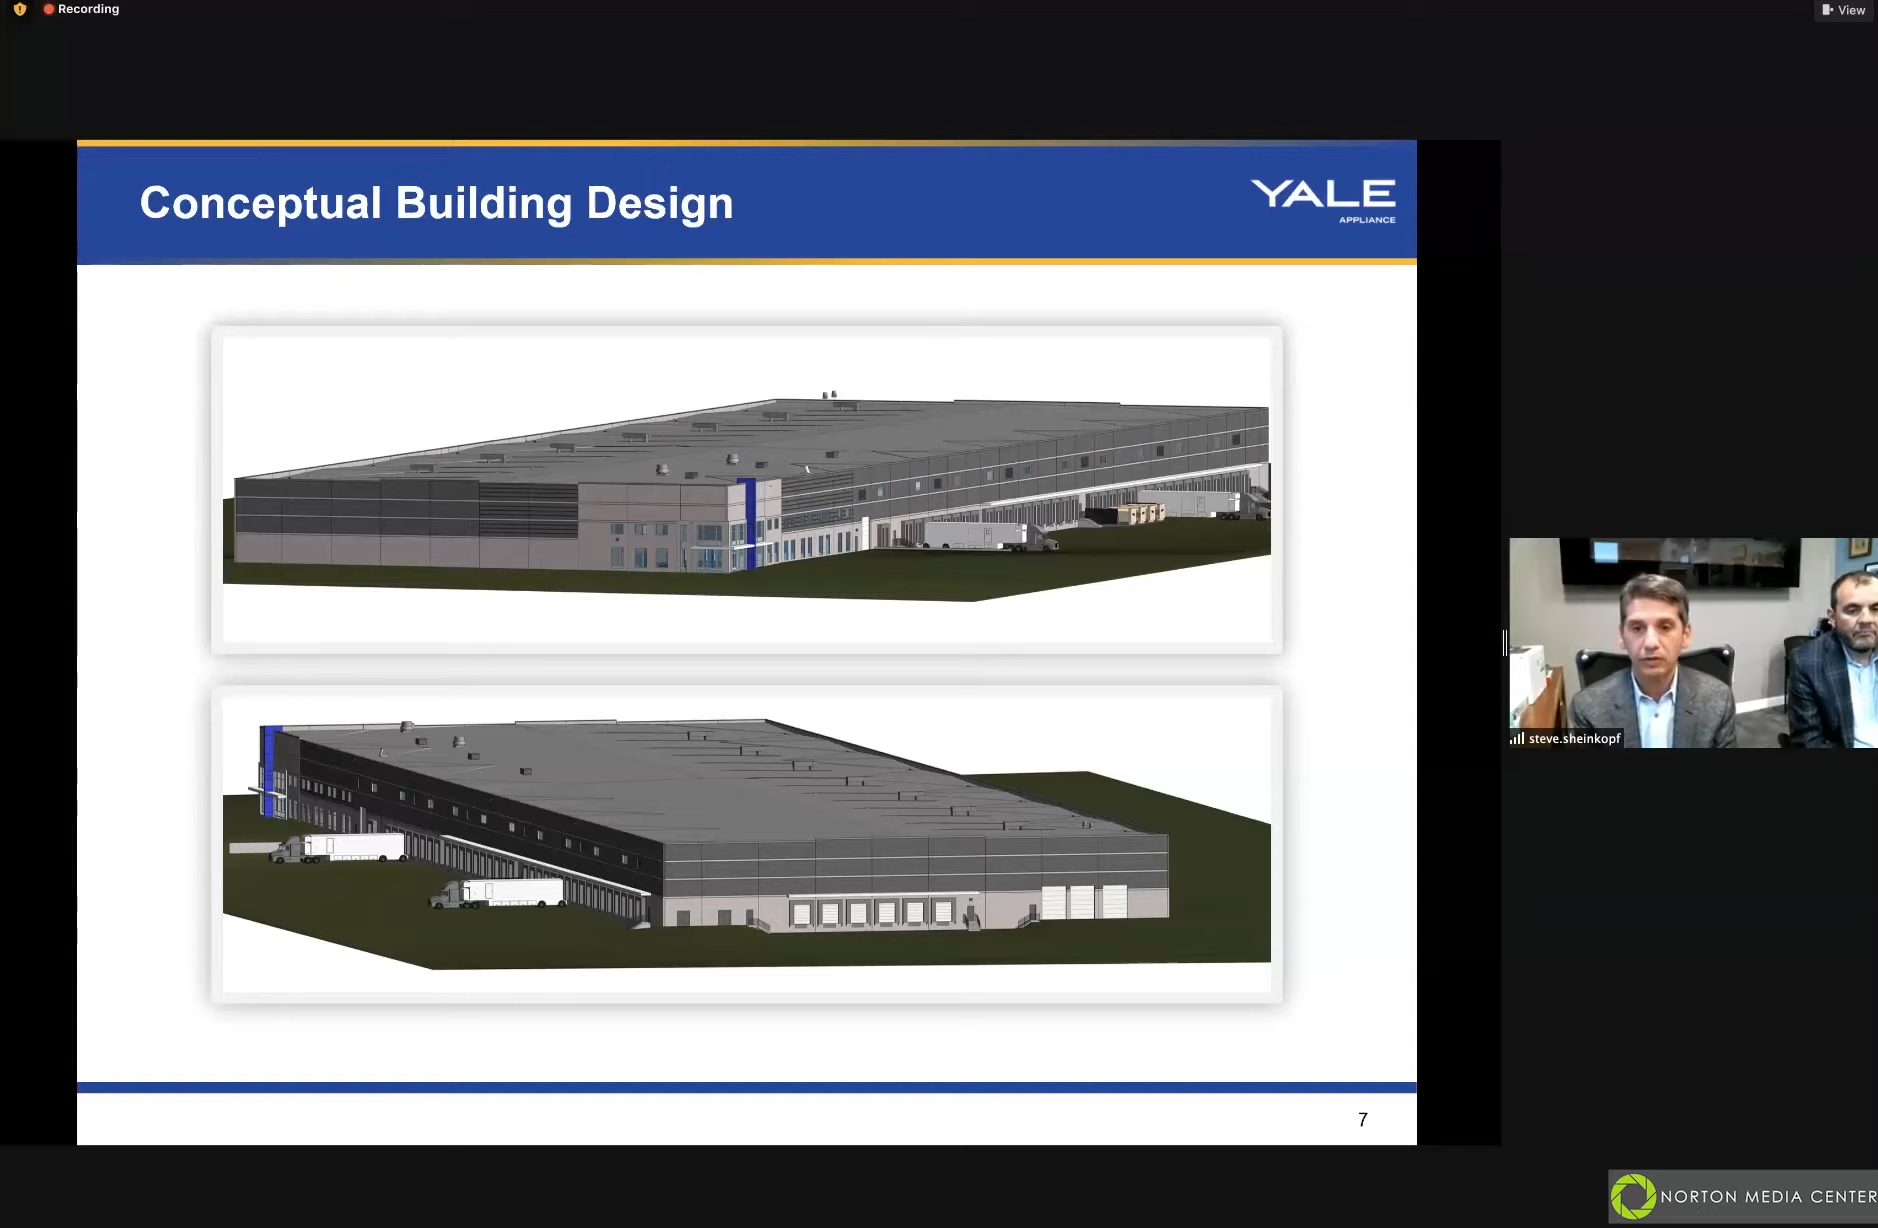 Recording
View
Conceptual Building Design
YALE
APPLIANCE
steve.sheinkopf
7
NORTON MEDIA CENTER